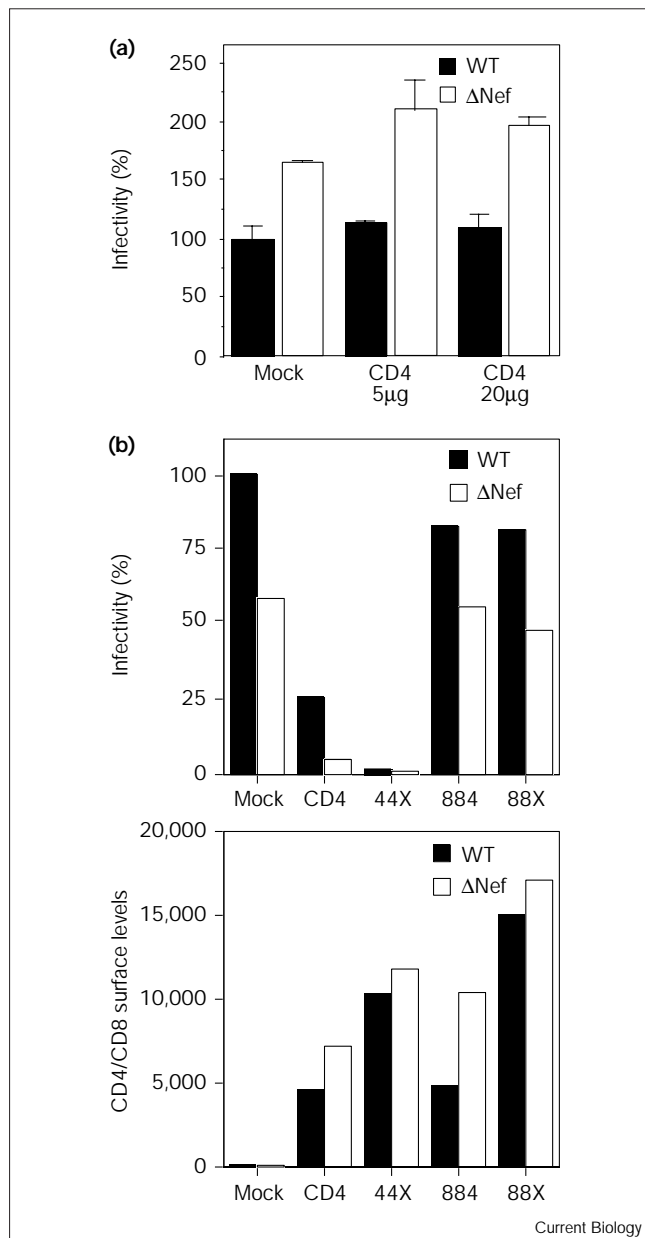 (a)
250
200
150
100
50
0
Infectivity (%)
WT
ΔNef
Mock
CD4
5μg
CD4
20μg
(b)
100
75
50
25
0
Infectivity (%)
WT
ΔNef
Mock CD4 44X 884 88X
20,000
15,000
10,000
5,000
0
CD4/CD8 surface levels
WT
ΔNef
Mock CD4 44X 884 88X
Current Biology